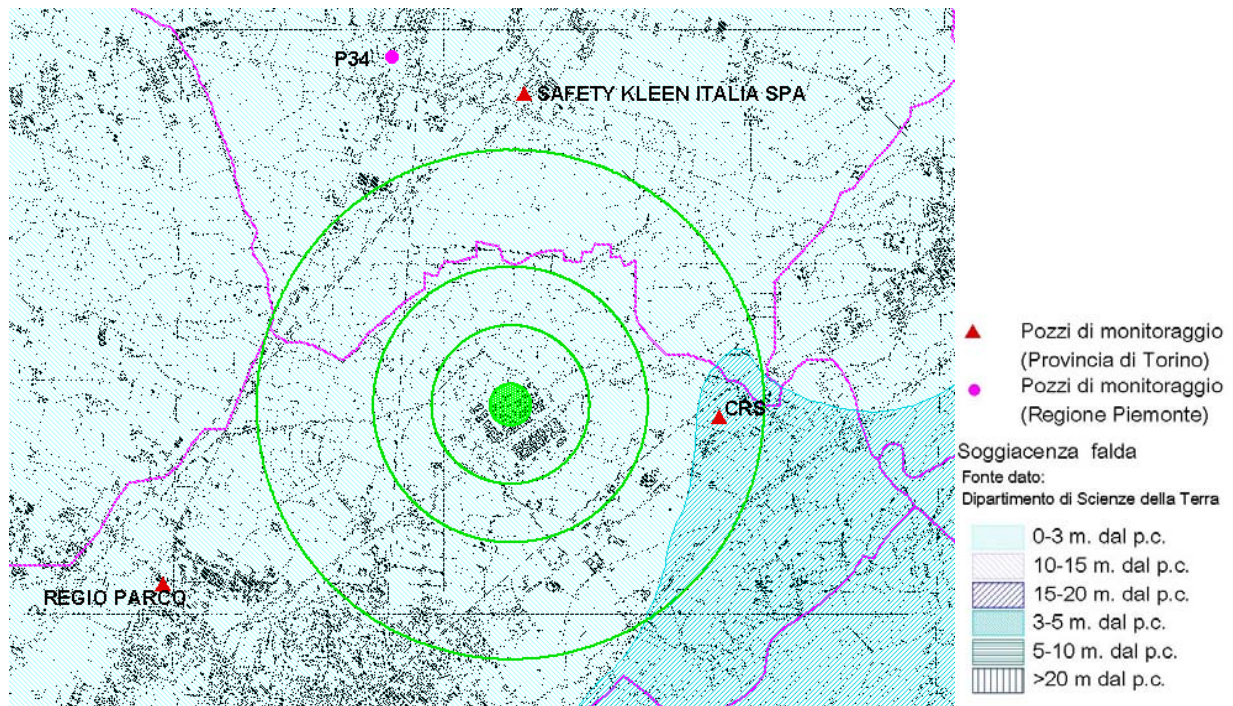 P34
SAFETY KLEEN ITALIA SPA
CRS
REGIO PARCO
Pozzi di monitoraggio
(Provincia di Torino)
Pozzi di monitoraggio
(Regione Piemonte)
Soggiacenza falda
Fonte dato:
Dipartimento di Scienze della Terra
0-3 m. dal p.c.
10-15 m. dal p.c.
15-20 m. dal p.c.
3-5 m. dal p.c.
5-10 m. dal p.c.
>20 m dal p.c.